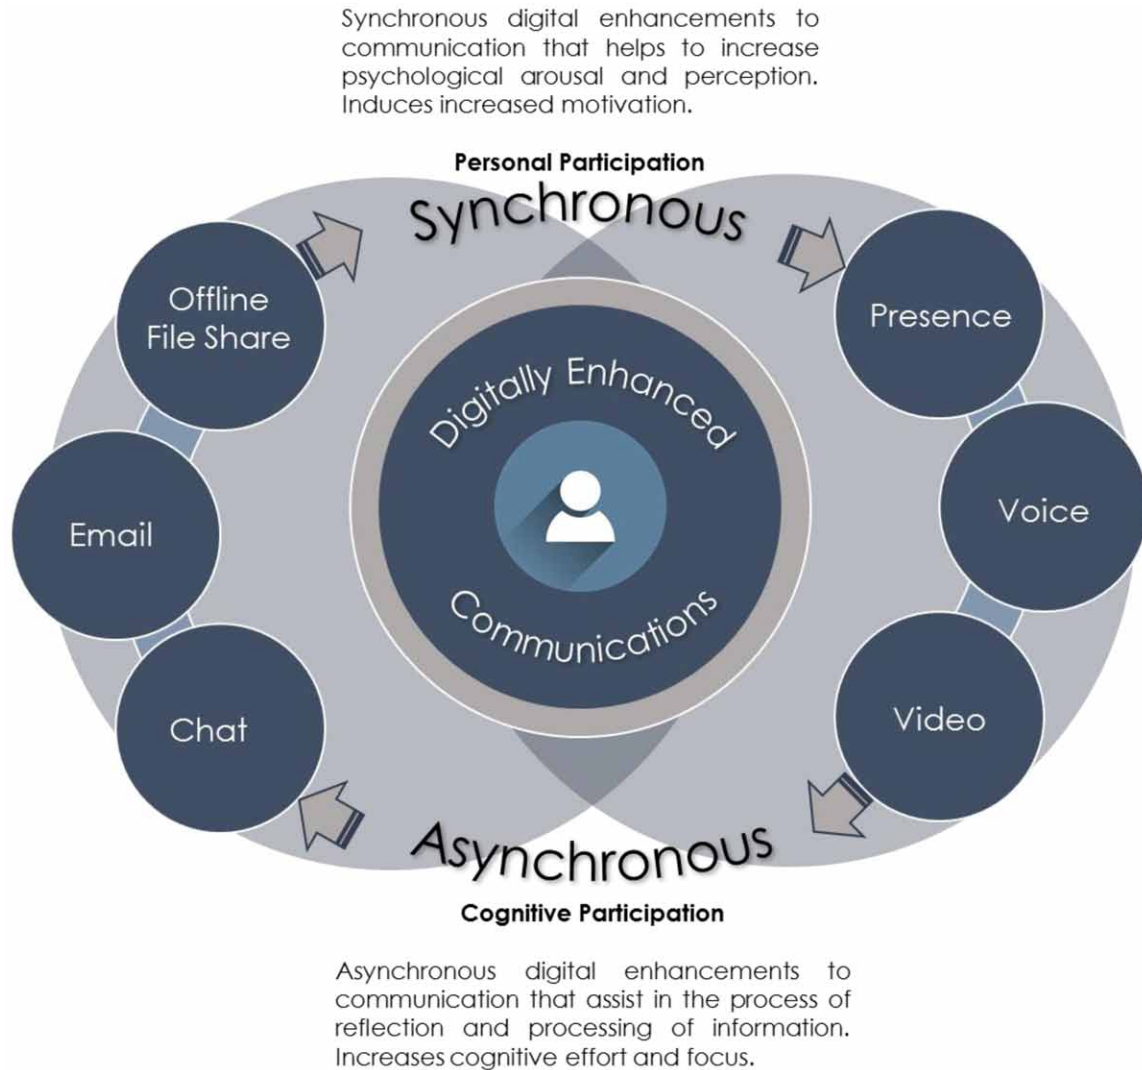 Synchronous digital enhancements to
communication that helps to increase
psychological arousal and perception.
Induces increased motivation.
Personal Participation
Synchronous
Offline
File Share
Presence
Digitally Enhanced
Email
Voice
Communications
Chat
Video
Asynchronous
Cognitive Participation
Asynchronous digital enhancements to
communication that assist in the process of
reflection and processing of information.
Increases cognitive effort and focus.